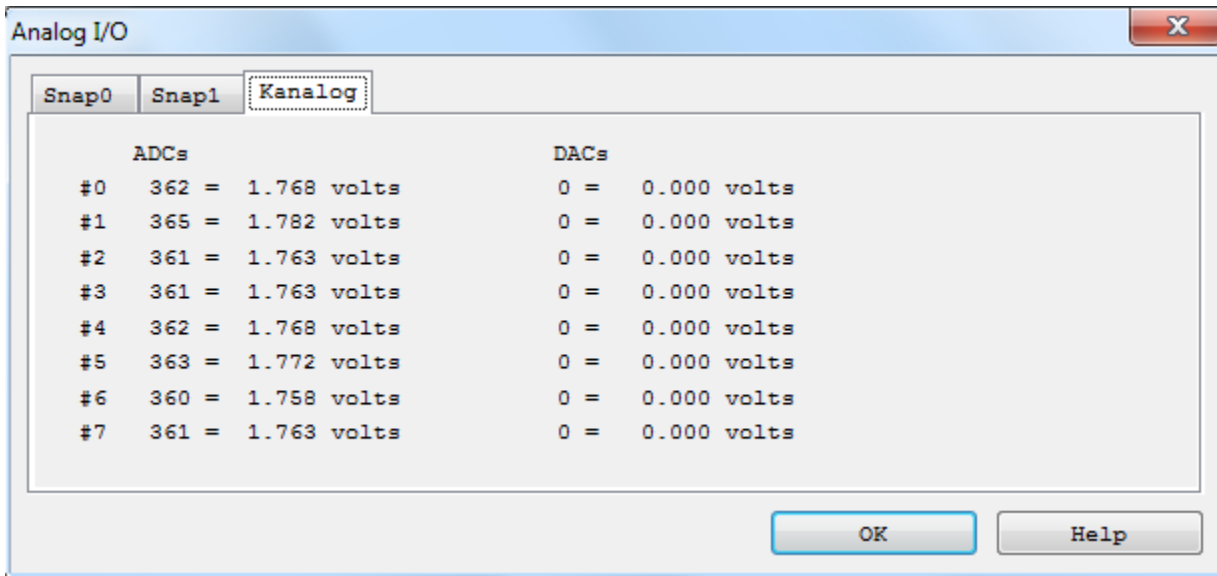 Analog I/O
Snap0 Snap1 Kanalog
ADCs DACs
#0 362 = 1.768 volts 0 = 0.000 volts
#1 365 = 1.782 volts 0 = 0.000 volts
#2 361 = 1.763 volts 0 = 0.000 volts
#3 361 = 1.763 volts 0 = 0.000 volts
#4 362 = 1.768 volts 0 = 0.000 volts
#5 363 = 1.772 volts 0 = 0.000 volts
#6 360 = 1.758 volts 0 = 0.000 volts
#7 361 = 1.763 volts 0 = 0.000 volts
OK Help